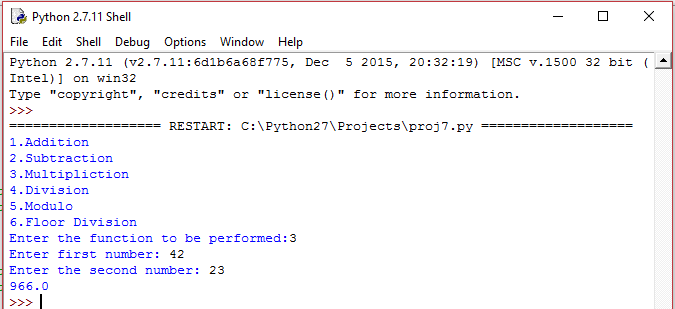 Python 2.7.11 Shell
File Edit Shell Debug Options Window Help
Python 2.7.11 (v2.7.11:6d1b6a68f775, Dec  5 2015, 20:32:19) [MSC v.1500 32 bit (
Intel)] on win32
Type "copyright", "credits" or "license()" for more information.
>>>
=================== RESTART: C:\Python27\Projects\proj7.py ===================
1.Addition
2.Subtraction
3.Multipliction
4.Division
5.Modulo
6.Floor Division
Enter the function to be performed:3
Enter first number: 42
Enter the second number: 23
966.0
>>>